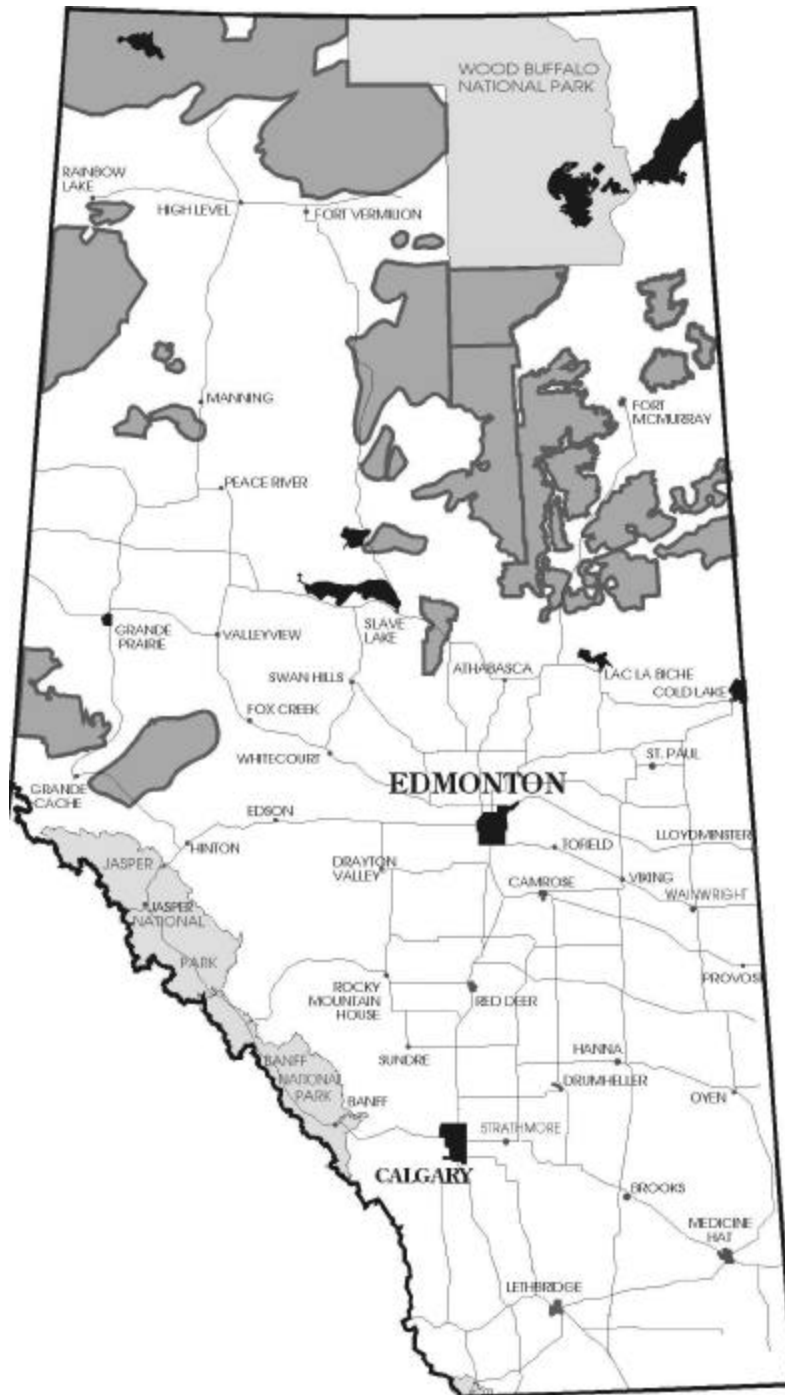 WOOD BUFFALO
NATIONAL PARK
RAINBOW
LAKE
HIGH LEVEL
FORT VERMILION
MANNING
FORT
MCMURRAY
PEACE RIVER
GRANDE
PRAIRIE
VALLEYVIEW
SLAVE
LAKE
ATHABASCA
LAC LA BICHE
SWAN HILLS
COLD LAKE
FOX CREEK
WHITECOURT
ST. PAUL
GRANDE
CACHE
EDMONTON
EDSON
HINTON
TOFIELD
LLOYDMINSTER
JASPER
DRAYTON
VALLEY
CAMROSE
VIKING
WAINWRIGHT
JASPER
NATIONAL
PARK
PROVOST
ROCKY
MOUNTAIN
HOUSE
RED DEER
SUNDRE
HANNA
BANFF
NATIONAL
PARK
DRUMHELLER
OYEN
BANFF
STRATHMORE
CALGARY
BROOKS
MEDICINE
HAT
LETHBRIDGE